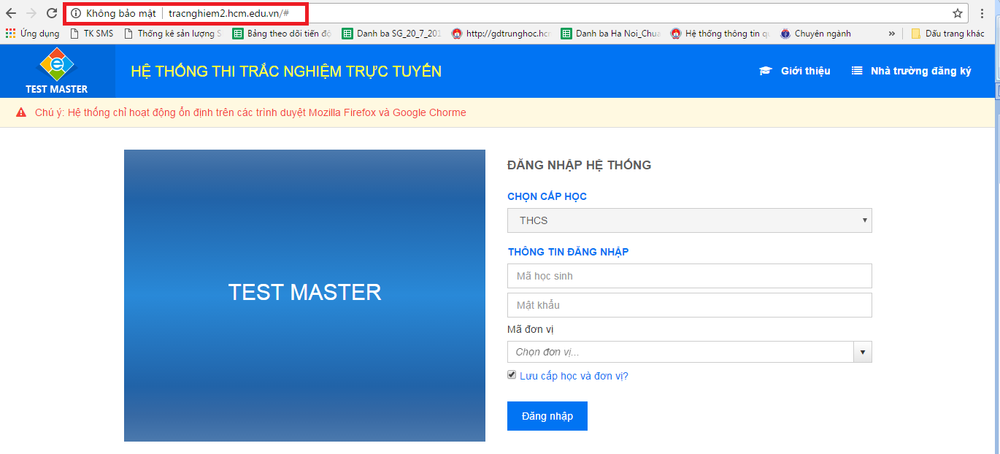 Không bảo mật | tracnghiem2.hcm.edu.vn/#
Ứng dụng TK SMS Thống kê sản lượng Bảng theo dõi tiến Danh ba SG_20_7_201 http://gdtrunghoc.hc Danh ba Ha Noi_Chu Hệ thống thông tin Chuyên ngành » Dấu trang khác
e
TEST MASTER
HỆ THỐNG THI TRẮC NGHIỆM TRỰC TUYẾN
Giới thiệu Nhà trường đăng ký
Chú ý: Hệ thống chỉ hoạt động ổn định trên các trình duyệt Mozilla Firefox và Google Chorme
TEST MASTER
ĐĂNG NHẬP HỆ THỐNG
CHỌN CẤP HỌC
THCS
THÔNG TIN ĐĂNG NHẬP
Mã học sinh
Mật khẩu
Mã đơn vị
Chọn đơn vị...
Lưu cấp học và đơn vị?
Đăng nhập